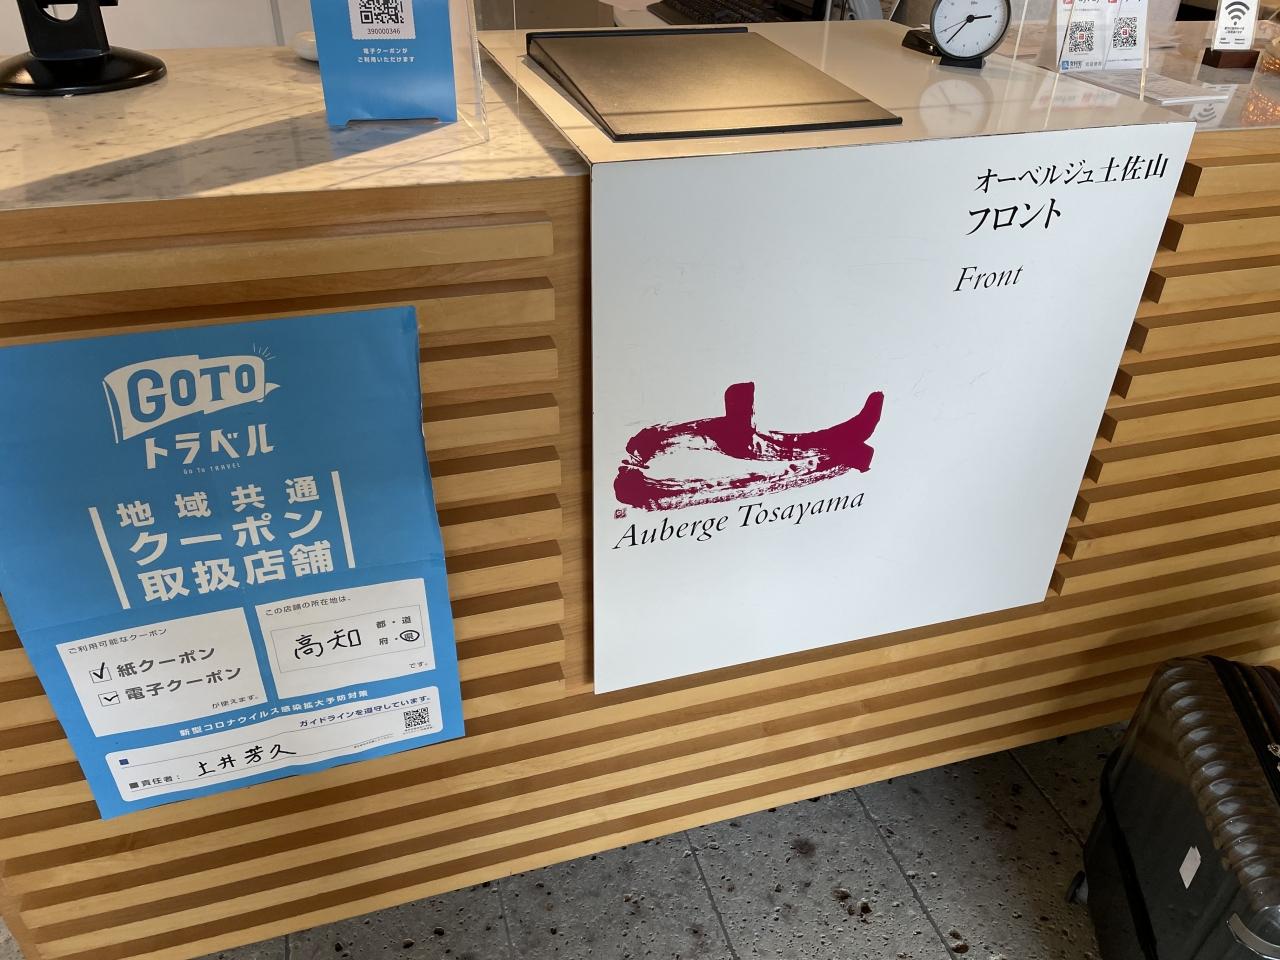 390000346
電子クーポンが
ご利用いただけます
オーベルジュ土佐山
フロント
Front
Auberge Tosayama
GO TO
トラベル
Go To TRAVEL
地域共通
クーポン
取扱店舗
ご利用可能なクーポン
紙クーポン
電子クーポン
が使えます。
この店舗の所在地は、
高知
都・道
府・県
です。
新型コロナウイルス感染拡大予防対策
ガイドラインを遵守しています。
■責任者: 上井芳久